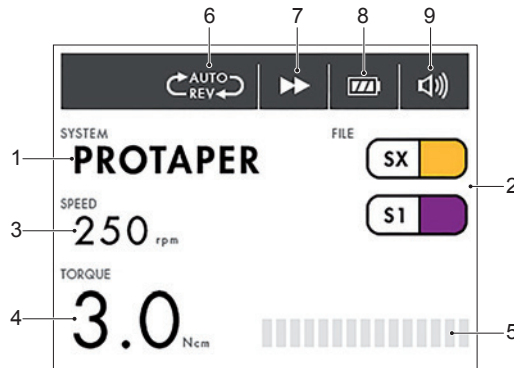 6 7 8 9
AUTO
REV
SYSTEM FILE
1 PROTAPER SX
2
SPEED S1
3 250 rpm
TORQUE
4 3.0 Ncm 5